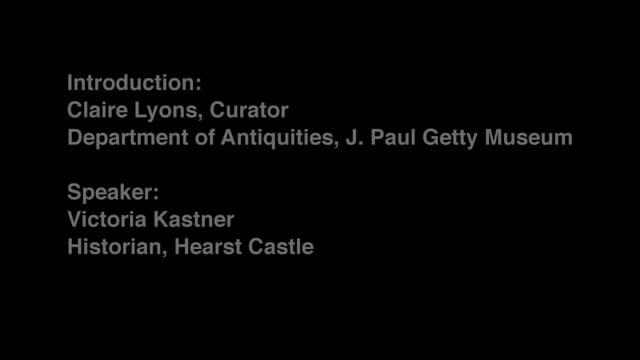 Introduction:
Claire Lyons, Curator
Department of Antiquities, J. Paul Getty Museum
Speaker:
Victoria Kastner
Historian, Hearst Castle